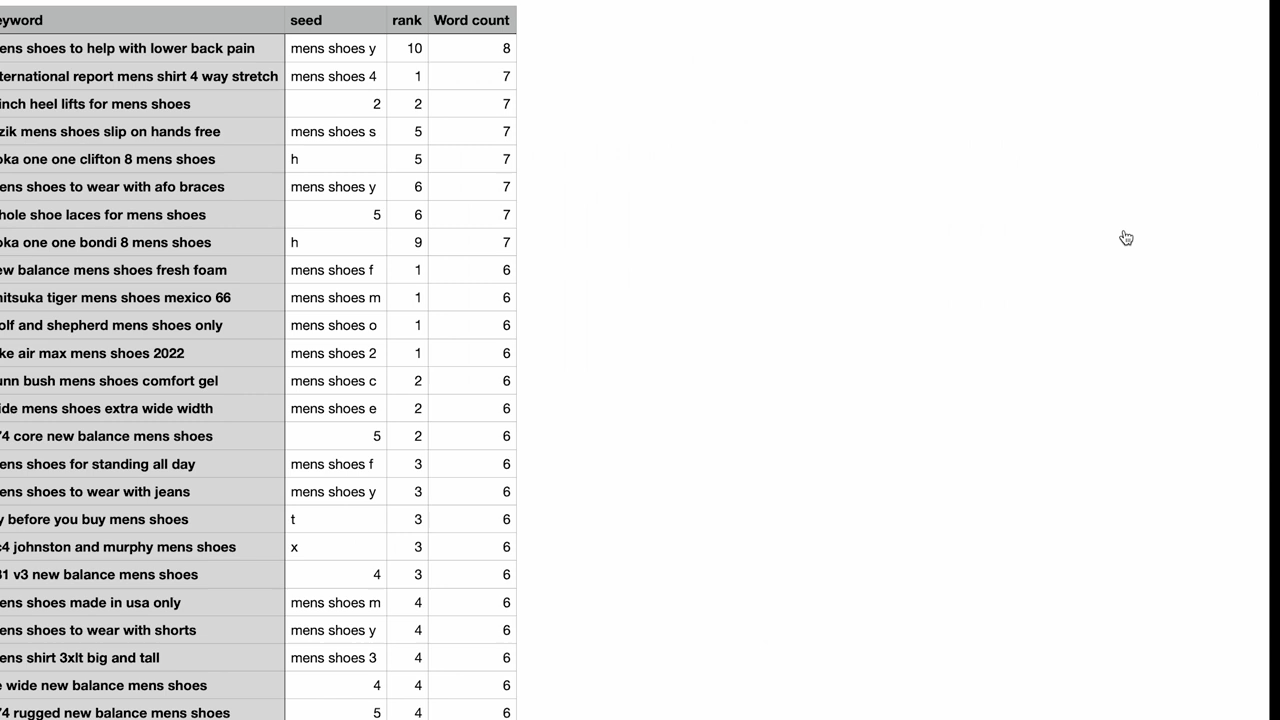 eyword seed rank Word count
ens shoes to help with lower back pain mens shoes y 10 8
ternational report mens shirt 4 way stretch mens shoes 4 1 7
inch heel lifts for mens shoes 2 2 7
zik mens shoes slip on hands free mens shoes s 5 7
oka one one clifton 8 mens shoes h 5 7
ens shoes to wear with afo braces mens shoes y 6 7
hole shoe laces for mens shoes 5 6 7
oka one one bondi 8 mens shoes h 9 7
ew balance mens shoes fresh foam mens shoes f 1 6
nitsuka tiger mens shoes mexico 66 mens shoes m 1 6
olf and shepherd mens shoes only mens shoes o 1 6
ke air max mens shoes 2022 mens shoes 2 1 6
unn bush mens shoes comfort gel mens shoes c 2 6
ide mens shoes extra wide width mens shoes e 2 6
74 core new balance mens shoes 5 2 6
ens shoes for standing all day mens shoes f 3 6
ens shoes to wear with jeans mens shoes y 3 6
y before you buy mens shoes t 3 6
c4 johnston and murphy mens shoes x 3 6
81 v3 new balance mens shoes 4 3 6
ens shoes made in usa only mens shoes m 4 6
ens shoes to wear with shorts mens shoes y 4 6
ens shirt 3xlt big and tall mens shoes 3 4 6
e wide new balance mens shoes 4 4 6
74 rugged new balance mens shoes 5 4 6